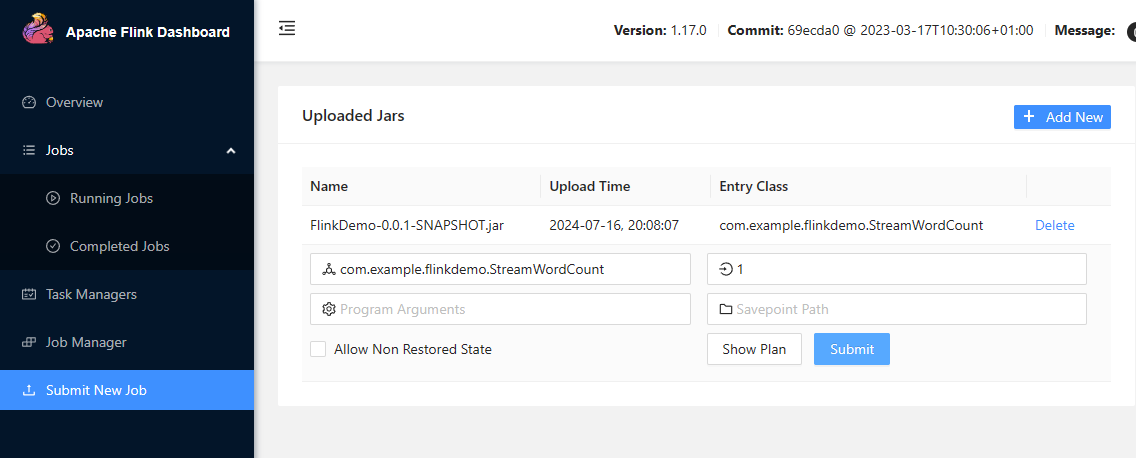 Apache Flink Dashboard
Version: 1.17.0 Commit: 69ecda0 @ 2023-03-17T10:30:06+01:00 Message:
Overview
Jobs
Running Jobs
Completed Jobs
Task Managers
Job Manager
Submit New Job
Uploaded Jars
+ Add New
Name Upload Time Entry Class
FlinkDemo-0.0.1-SNAPSHOT.jar 2024-07-16, 20:08:07 com.example.flinkdemo.StreamWordCount Delete
com.example.flinkdemo.StreamWordCount 1
Program Arguments Savepoint Path
Allow Non Restored State Show Plan Submit